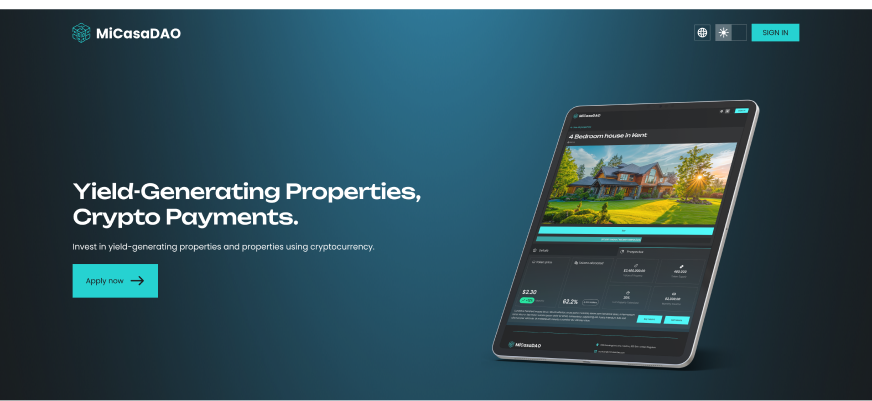 MiCasaDAO
SIGN IN
Yield-Generating Properties,
Crypto Payments.
Invest in yield-generating properties and properties using cryptocurrency.
Apply now
MiCasaDAO
4 Bedroom house in Kent
$2.30
62.2%
MiCasaDAO